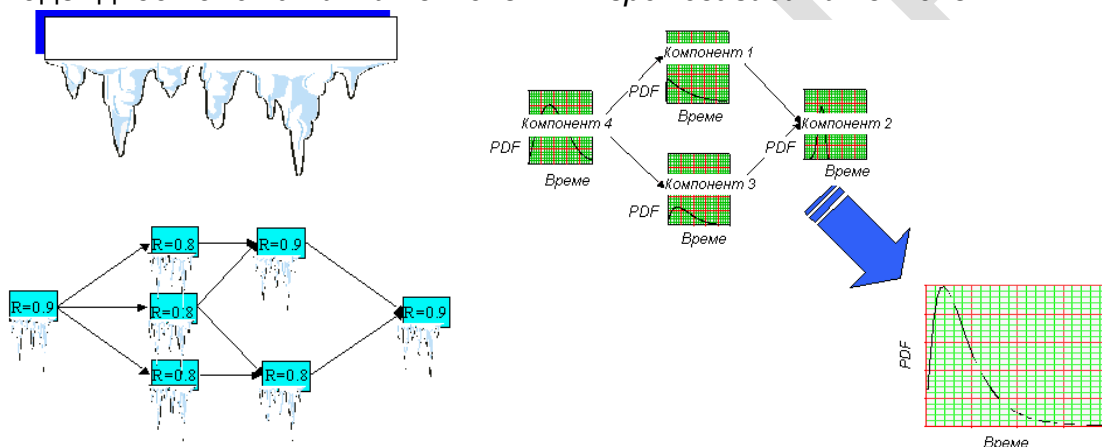 Компонент 1
PDF
Време
Компонент 4
PDF
Време
Компонент 2
PDF
Време
Компонент 3
PDF
Време
R=0.8
R=0.9
R=0.9
R=0.8
R=0.9
R=0.8
R=0.8
PDF
Време